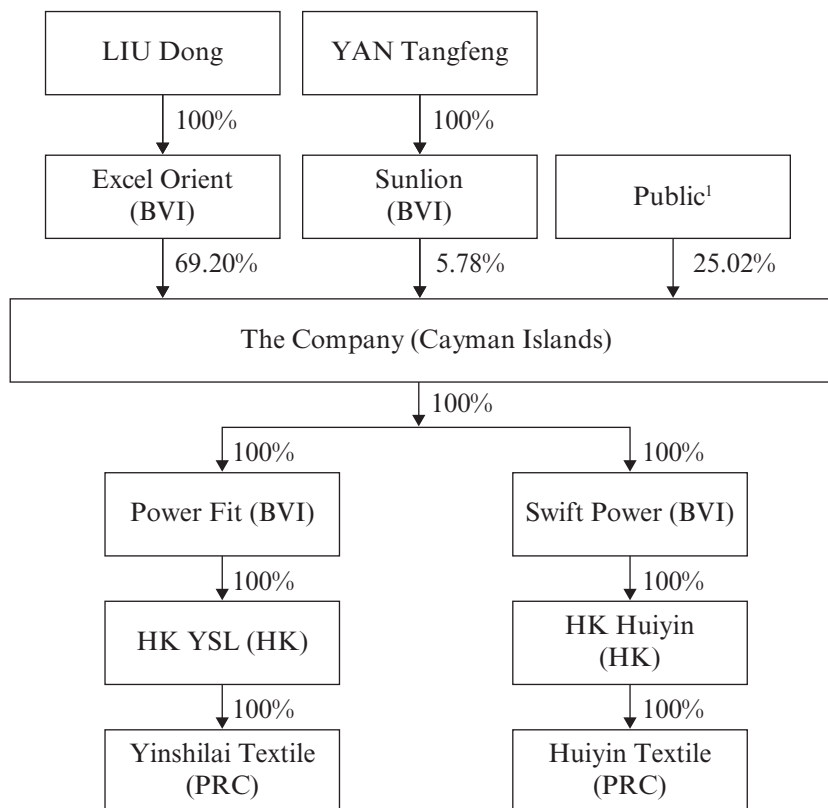 LIU Dong
YAN Tangfeng
100%
100%
Excel Orient
(BVI)
Sunlion
(BVI)
Public¹
69.20%
5.78%
25.02%
The Company (Cayman Islands)
100%
100%
100%
Power Fit (BVI)
Swift Power (BVI)
100%
100%
HK YSL (HK)
HK Huiyin
(HK)
100%
100%
Yinshilai Textile
(PRC)
Huiyin Textile
(PRC)